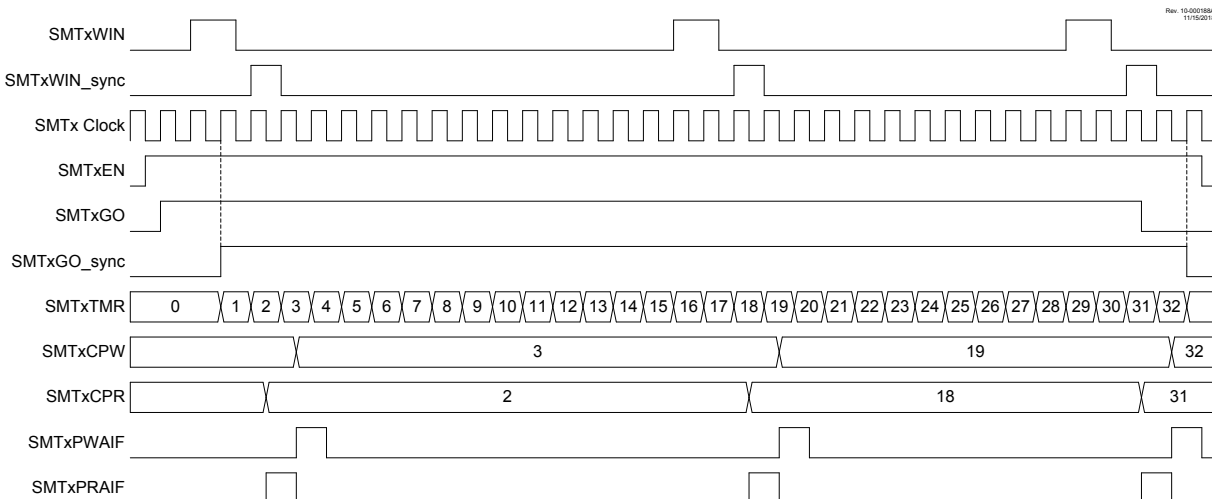 Rev. 10-000188A
11/15/2018
SMTxWIN
SMTxWIN_sync
SMTx Clock
SMTxEN
SMTxGO
SMTxGO_sync
SMTxTMR 0 1 2 3 4 5 6 7 8 9 10 11 12 13 14 15 16 17 18 19 20 21 22 23 24 25 26 27 28 29 30 31 32
SMTxCPW 3 19 32
SMTxCPR 2 18 31
SMTxPWAIF
SMTxPRAIF